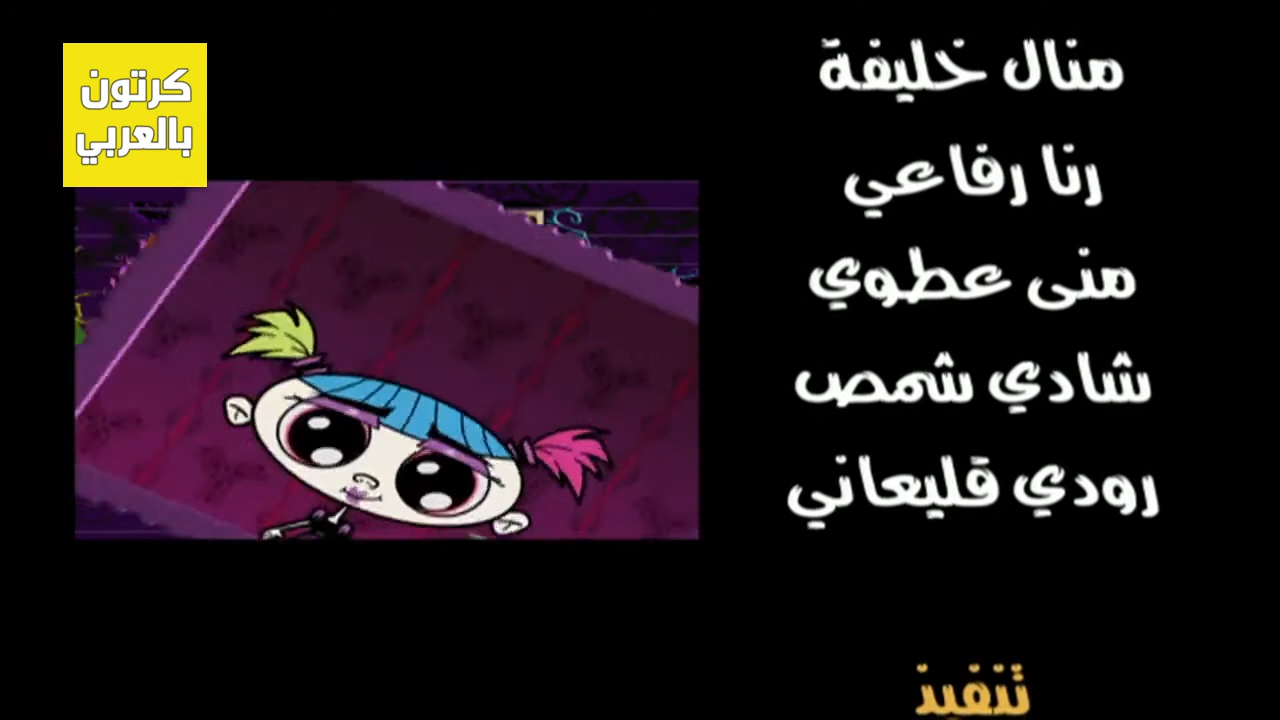 كرتون
بالعربي
منال خليفة
رنا رفاعي
منى عطوي
شادي شمص
رودي قليعاني
تنفيذ